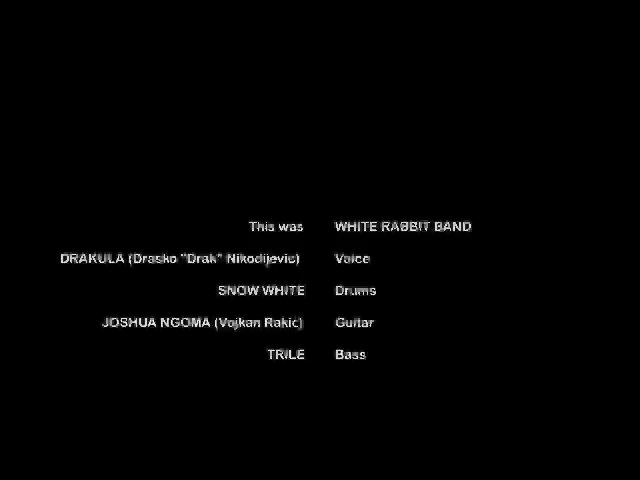 This was WHITE RABBIT BAND
DRAKULA (Drasko "Drak" Nikodijevic) Voice
SNOW WHITE Drums
JOSHUA NGOMA (Vojkan Rakic) Guitar
TRILE Bass